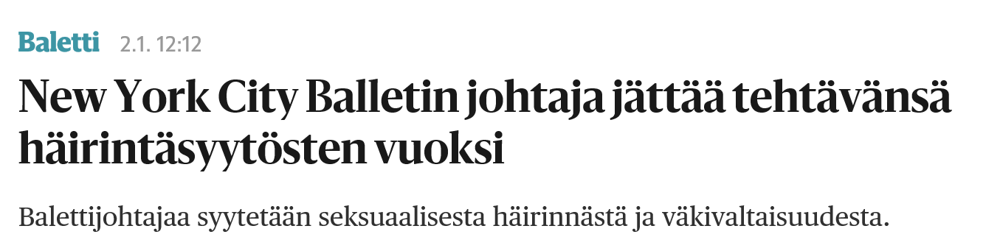 Baletti 2.1. 12:12
New York City Balletin johtaja jättää tehtävänsä
häirintäsyytösten vuoksi
Balettijohtajaa syytetään seksuaalisesta häirinnästä ja väkivaltaisuudesta.